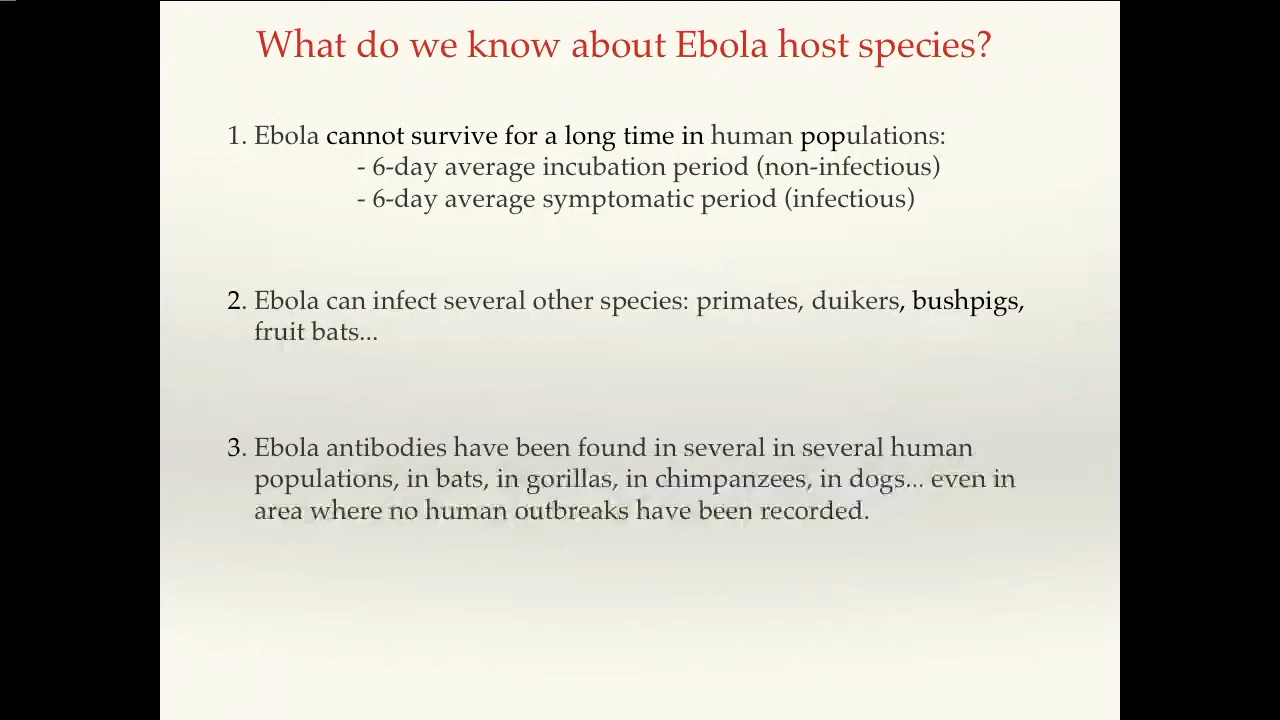 What do we know about Ebola host species?
1. Ebola cannot survive for a long time in human populations:
- 6-day average incubation period (non-infectious)
- 6-day average symptomatic period (infectious)
2. Ebola can infect several other species: primates, duikers, bushpigs,
fruit bats...
3. Ebola antibodies have been found in several in several human
populations, in bats, in gorillas, in chimpanzees, in dogs... even in
area where no human outbreaks have been recorded.